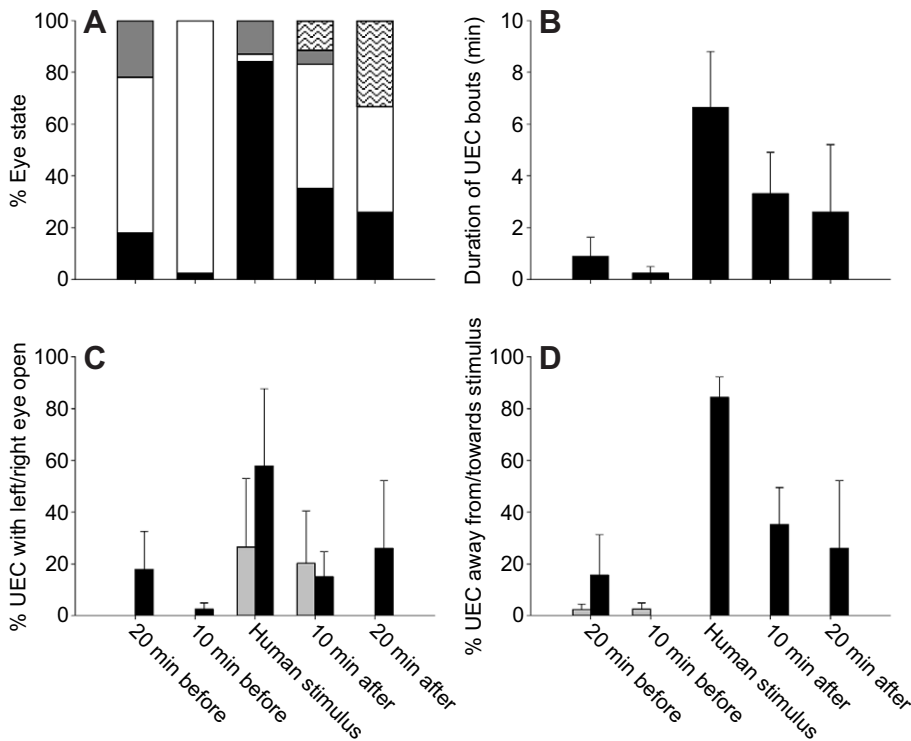 A
% Eye state
100
80
60
40
20
0
B
Duration of UEC bouts (min)
10
8
6
4
2
0
C
% UEC with left/right eye open
100
80
60
40
20
0
20 min before
10 min before
Human stimulus
10 min after
20 min after
D
% UEC away from/towards stimulus
100
80
60
40
20
0
20 min before
10 min before
Human stimulus
10 min after
20 min after